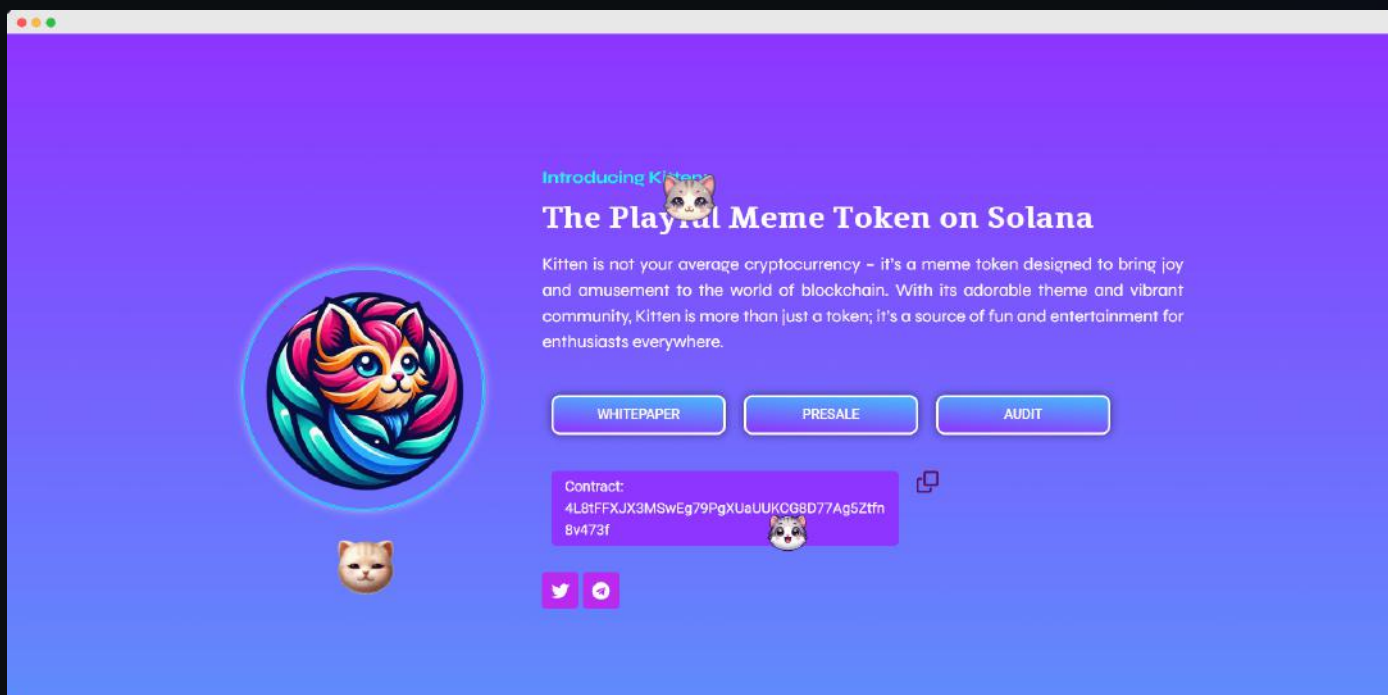 Introducing Kitten:
The Playful Meme Token on Solana
Kitten is not your average cryptocurrency – it's a meme token designed to bring joy
and amusement to the world of blockchain. With its adorable theme and vibrant
community, Kitten is more than just a token; it's a source of fun and entertainment for
enthusiasts everywhere.
WHITEPAPER
PRESALE
AUDIT
Contract:
4L8tFFXJX3MSwEg79PgXUaUUKCG8D77Ag5Ztfn
8v473f